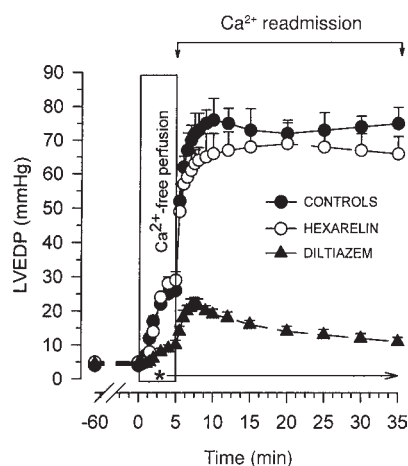 Ca²⁺ readmission
90
80
70
60
50
40
30
20
10
0
LVEDP (mmHg)
Ca²⁺-free perfusion
CONTROLS
HEXARELIN
DILTIAZEM
*
-60 0 5 10 15 20 25 30 35
Time (min)